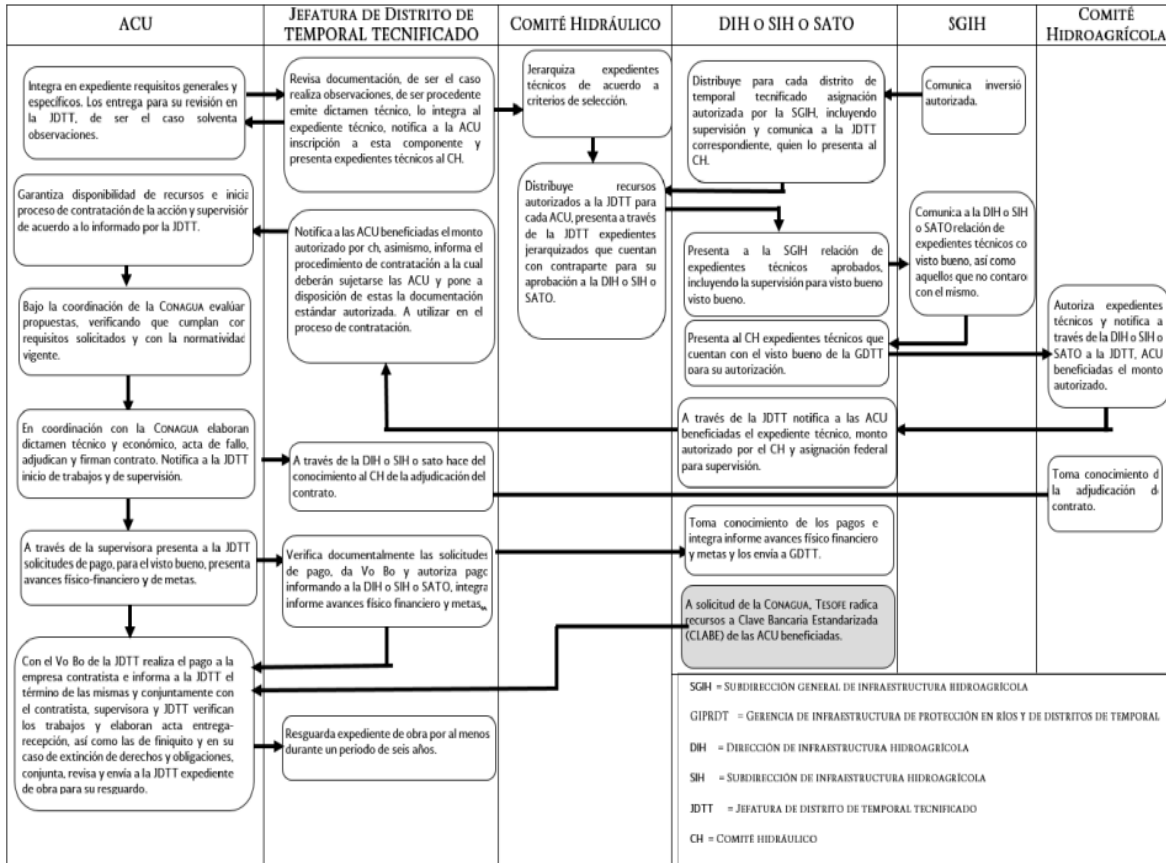 ACU
JEFATURA DE DISTRITO DE
TEMPORAL TECNIFICADO
COMITÉ HIDRÁULICO
DIH O SIH O SATO
SGIH
COMITÉ
HIDROAGRÍCOLA
Integra en expediente requisitos generales y
específicos. Los entrega para su revisión en
la JDTT, de ser el caso solventa
observaciones.
Revisa documentación, de ser el caso
realiza observaciones, de ser procedente
emite dictamen técnico, lo integra al
expediente técnico, notifica a la ACU
inscripción a esta componente y
presenta expedientes técnicos al CH.
Jerarquiza expedientes
técnicos de acuerdo a
criterios de selección.
Distribuye para cada distrito de
temporal tecnificado asignación
autorizada por la SGIH, incluyendo
supervisión y comunica a la JDTT
correspondiente, quien lo presenta al
CH.
Comunica inversió
autorizada.
Garantiza disponibilidad de recursos e inicia
proceso de contratación de la acción y supervisión
de acuerdo a lo informado por la JDTT.
Notifica a las ACU beneficiadas el monto
autorizado por ch, asimismo, informa el
procedimiento de contratación a la cual
deberán sujetarse las ACU y pone a
disposición de estas la documentación
estándar autorizada. A utilizar en el
proceso de contratación.
Distribuye recursos
autorizados a la JDTT para
cada ACU, presenta a través
de la JDTT expedientes
jerarquizados que cuentan
con contraparte para su
aprobación a la DIH o SIH o
SATO.
Presenta a la SGIH relación de
expedientes técnicos aprobados,
incluyendo la supervisión para visto bueno
visto bueno.
Comunica a la DIH o SIH
o SATO relación de
expedientes técnicos co
visto bueno, así como
aquellos que no contaron
con el mismo.
Bajo la coordinación de la CONAGUA evalúar
propuestas, verificando que cumplan con
requisitos solicitados y con la normatividad
vigente.
Presenta al CH expedientes técnicos que
cuentan con el visto bueno de la GDTT
para su autorización.
Autoriza expedientes
técnicos y notifica a
través de la DIH o SIH o
SATO a la JDTT, ACU
beneficiadas el monto
autorizado.
En coordinación con la CONAGUA elaboran
dictamen técnico y económico, acta de fallo,
adjudican y firman contrato. Notifica a la JDTT
inicio de trabajos y de supervisión.
A través de la DIH o SIH o sato hace del
conocimiento al CH de la adjudicación del
contrato.
A través de la JDTT notifica a las ACU
beneficiadas el expediente técnico, monto
autorizado por el CH y asignación federal
para supervisión.
Toma conocimiento d
la adjudicación de
contrato.
A través de la supervisora presenta a la JDTT
solicitudes de pago, para el visto bueno, presenta
avances físico-financiero y de metas.
Verifica documentalmente las solicitudes
de pago, da Vo Bo y autoriza pago
informando a la DIH o SIH o SATO, integra
informe avances físico financiero y metas.
Toma conocimiento de los pagos e
integra informe avances físico financiero
y metas y los envía a GDTT.
A solicitud de la CONAGUA, TESOFE radica
recursos a Clave Bancaria Estandarizada
(CLABE) de las ACU beneficiadas.
Con el Vo Bo de la JDTT realiza el pago a la
empresa contratista e informa a la JDTT el
término de las mismas y conjuntamente con
el contratista, supervisora y JDTT verifican
los trabajos y elaboran acta entrega-
recepción, así como las de finiquito y en su
caso de extinción de derechos y obligaciones,
conjunta, revisa y envía a la JDTT expediente
de obra para su resguardo.
Resguarda expediente de obra por al menos
durante un periodo de seis años.
SGIH = SUBDIRECCIÓN GENERAL DE INFRAESTRUCTURA HIDROAGRÍCOLA
GIPRDT = GERENCIA DE INFRAESTRUCTURA DE PROTECCIÓN EN RÍOS Y DE DISTRITOS DE TEMPORAL
DIH = DIRECCIÓN DE INFRAESTRUCTURA HIDROAGRÍCOLA
SIH = SUBDIRECCIÓN DE INFRAESTRUCTURA HIDROAGRÍCOLA
JDTT = JEFATURA DE DISTRITO DE TEMPORAL TECNIFICADO
CH = COMITÉ HIDRÁULICO